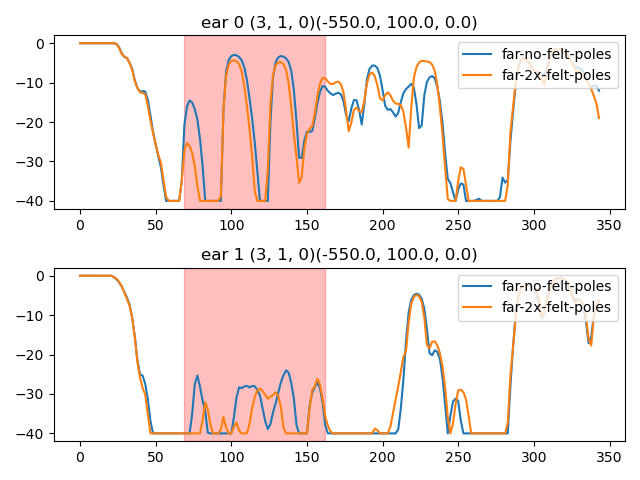 ear 0 (3, 1, 0)(-550.0, 100.0, 0.0)
0
−10
−20
−30
−40
far-no-felt-poles
far-2x-felt-poles
0 50 100 150 200 250 300 350
ear 1 (3, 1, 0)(-550.0, 100.0, 0.0)
0
−10
−20
−30
−40
far-no-felt-poles
far-2x-felt-poles
0 50 100 150 200 250 300 350